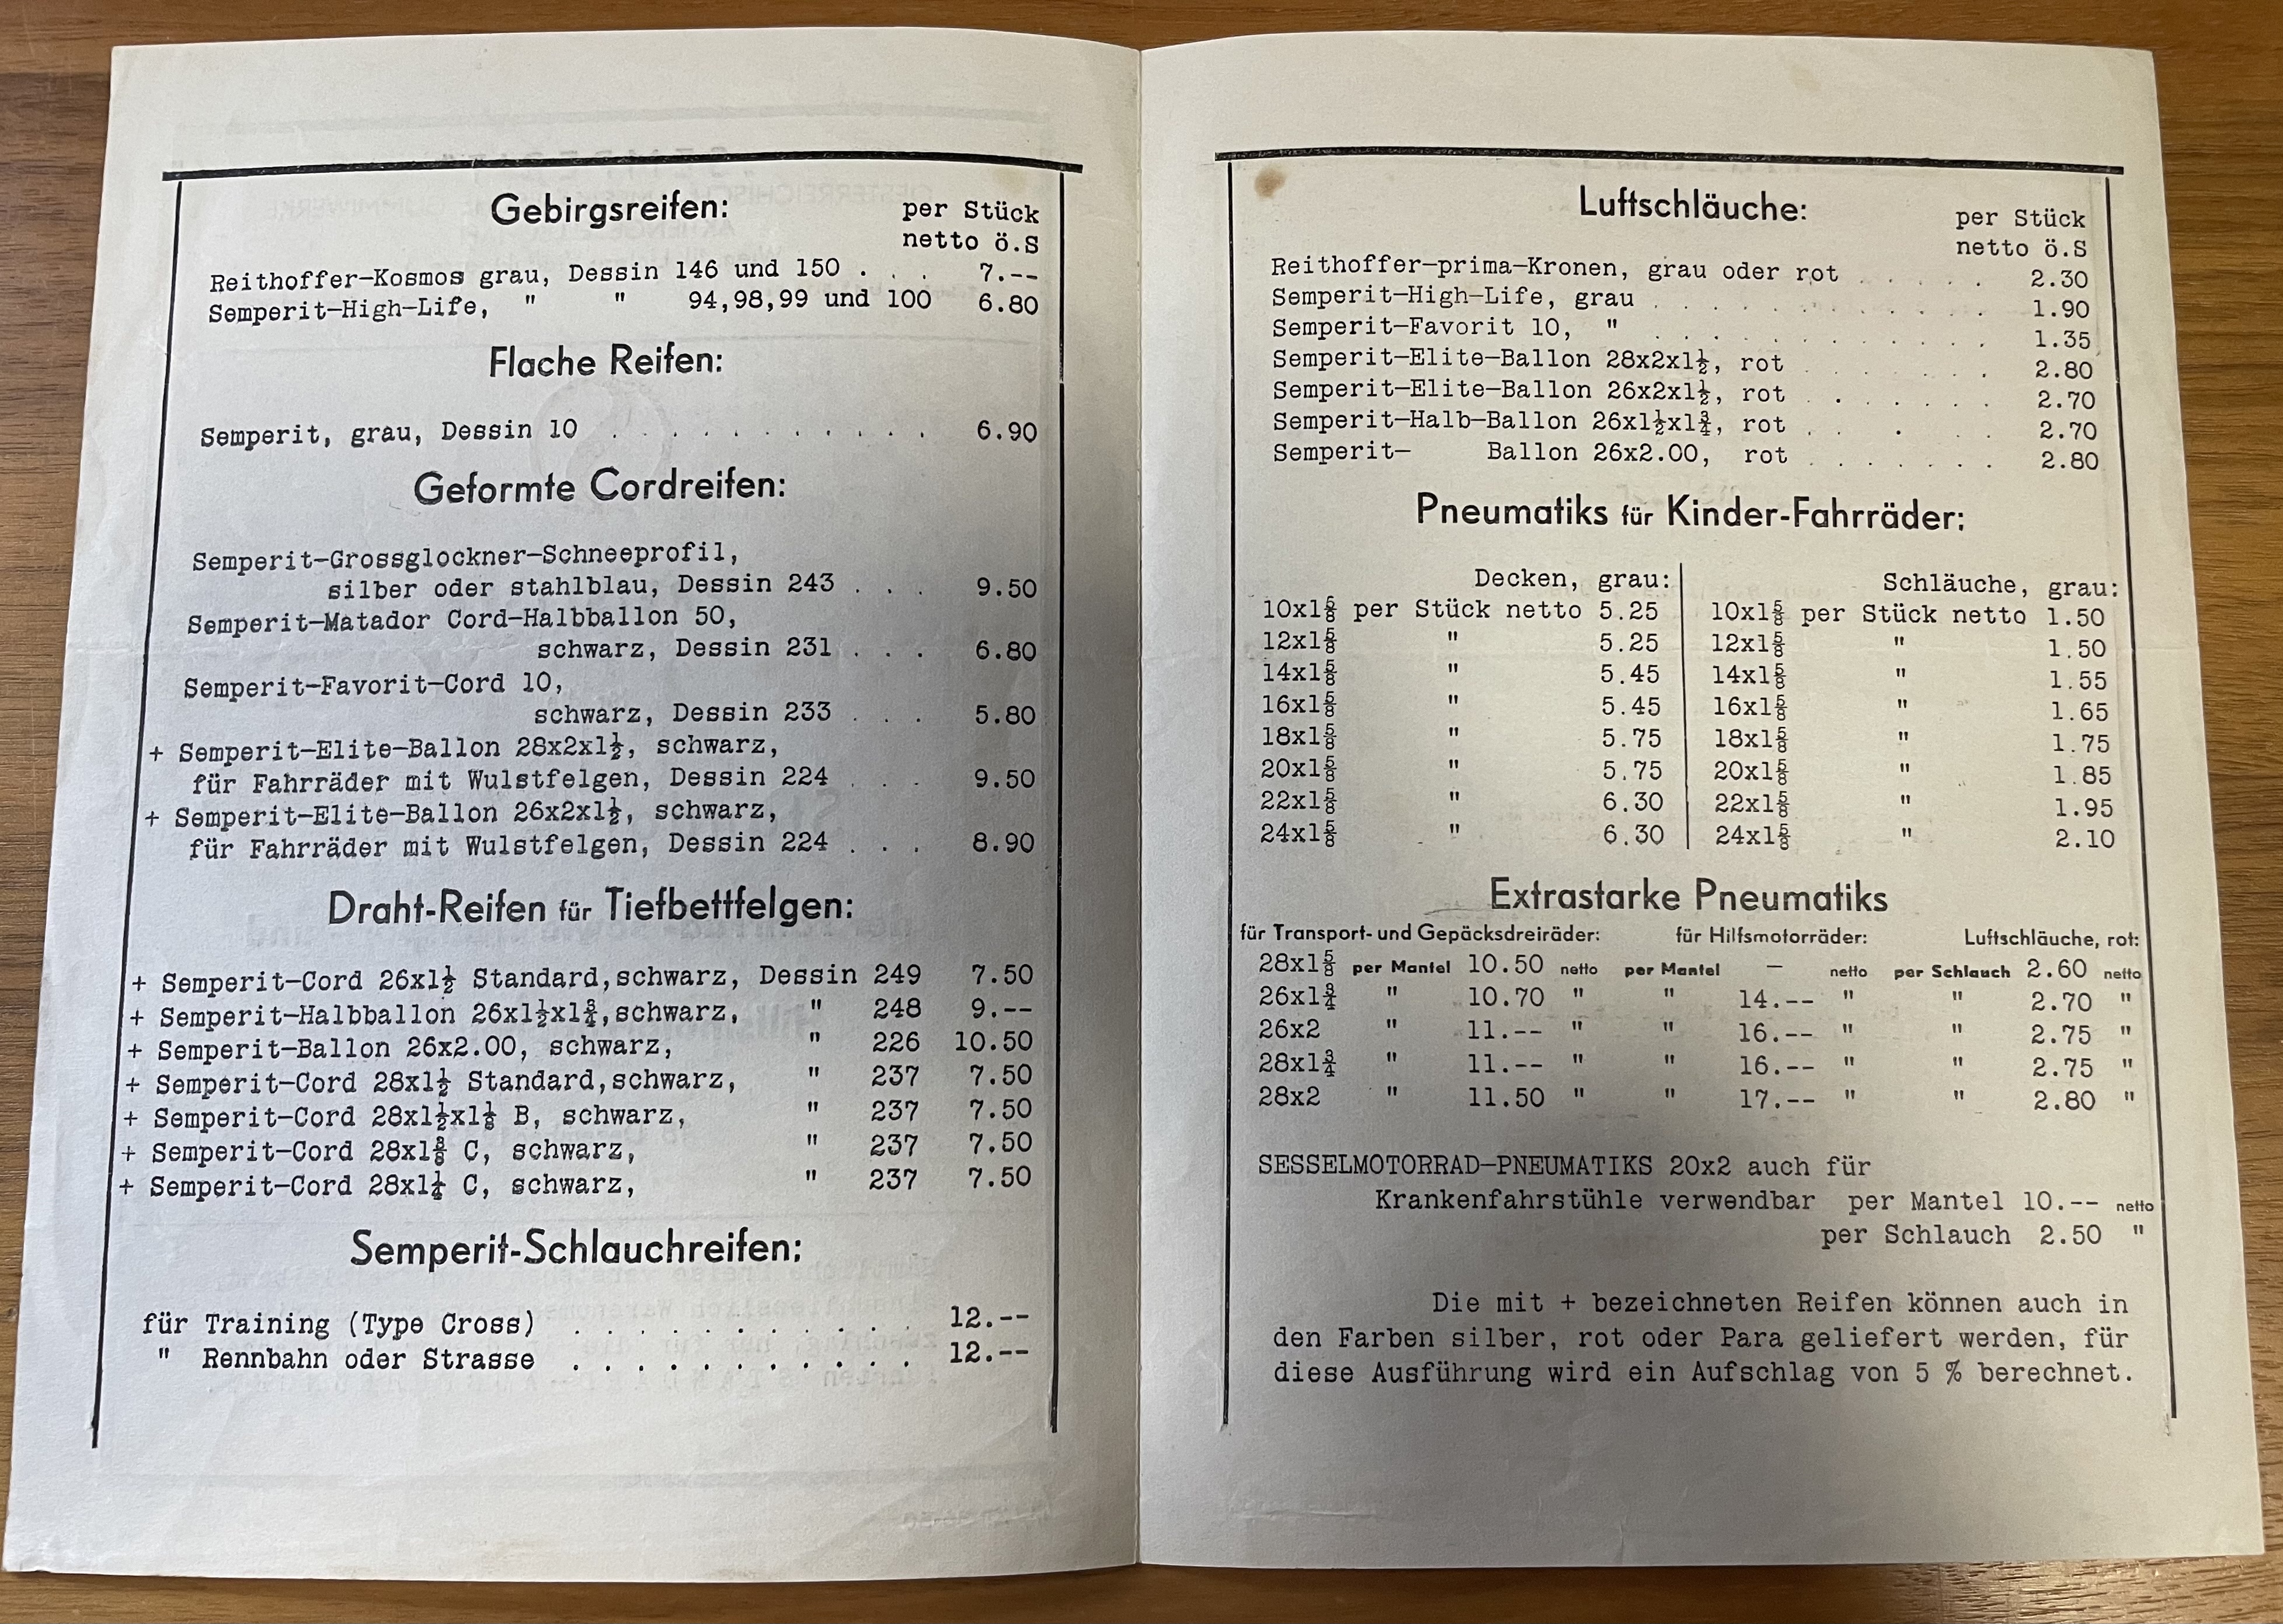 Gebirgsreifen:
per Stück
netto ö.S
Reithoffer-Kosmos grau, Dessin 146 und 150 . . . 7.--
Semperit-High-Life, " " 94,98,99 und 100 6.80
Flache Reifen:
Semperit, grau, Dessin 10 . . . . . . . . . . 6.90
Geformte Cordreifen:
Semperit-Grossglockner-Schneeprofil,
silber oder stahlblau, Dessin 243 . . . 9.50
Semperit-Matador Cord-Halbballon 50,
schwarz, Dessin 231 . . . 6.80
Semperit-Favorit-Cord 10,
schwarz, Dessin 233 . . . 5.80
+ Semperit-Elite-Ballon 28x2x1½, schwarz,
für Fahrräder mit Wulstfelgen, Dessin 224 . . . 9.50
+ Semperit-Elite-Ballon 26x2x1½, schwarz,
für Fahrräder mit Wulstfelgen, Dessin 224 . . . 8.90
Draht-Reifen für Tiefbettfelgen:
+ Semperit-Cord 26x1½ Standard,schwarz, Dessin 249 7.50
+ Semperit-Halbballon 26x1½x1¾,schwarz, " 248 9.--
+ Semperit-Ballon 26x2.00, schwarz, " 226 10.50
+ Semperit-Cord 28x1½ Standard,schwarz, " 237 7.50
+ Semperit-Cord 28x1½x1⅛ B, schwarz, " 237 7.50
+ Semperit-Cord 28x1⅜ C, schwarz, " 237 7.50
+ Semperit-Cord 28x1¼ C, schwarz, " 237 7.50
Semperit-Schlauchreifen:
für Training (Type Cross) . . . . . . . . . . . 12.--
" Rennbahn oder Strasse . . . . . . . . . . . 12.--
Luftschläuche:
per Stück
netto ö.S
Reithoffer-prima-Kronen, grau oder rot . . . . . 2.30
Semperit-High-Life, grau . . . . . . . . . . . 1.90
Semperit-Favorit 10, " . . . . . . . . . . . 1.35
Semperit-Elite-Ballon 28x2x1½, rot . . . . . . . 2.80
Semperit-Elite-Ballon 26x2x1½, rot . . . . . . . 2.70
Semperit-Halb-Ballon 26x1½x1¾, rot . . . . . 2.70
Semperit- Ballon 26x2.00, rot . . . . . . . 2.80
Pneumatiks für Kinder-Fahrräder:
Decken, grau: Schläuche, grau:
10x1⅝ per Stück netto 5.25 10x1⅝ per Stück netto 1.50
12x1⅝ " 5.25 12x1⅝ " 1.50
14x1⅝ " 5.45 14x1⅝ " 1.55
16x1⅝ " 5.45 16x1⅝ " 1.65
18x1⅝ " 5.75 18x1⅝ " 1.75
20x1⅝ " 5.75 20x1⅝ " 1.85
22x1⅝ " 6.30 22x1⅝ " 1.95
24x1⅝ " 6.30 24x1⅝ " 2.10
Extrastarke Pneumatiks
für Transport- und Gepäcksdreiräder: für Hilfsmotorräder: Luftschläuche, rot:
28x1⅝ per Mantel 10.50 netto per Mantel — netto per Schlauch 2.60 netto
26x1¾ " 10.70 " " 14.-- " " 2.70 "
26x2 " 11.-- " " 16.-- " " 2.75 "
28x1¾ " 11.-- " " 16.-- " " 2.75 "
28x2 " 11.50 " " 17.-- " " 2.80 "
SESSELMOTORRAD-PNEUMATIKS 20x2 auch für
Krankenfahrstühle verwendbar per Mantel 10.-- netto
per Schlauch 2.50 "
Die mit + bezeichneten Reifen können auch in
den Farben silber, rot oder Para geliefert werden, für
diese Ausführung wird ein Aufschlag von 5 % berechnet.